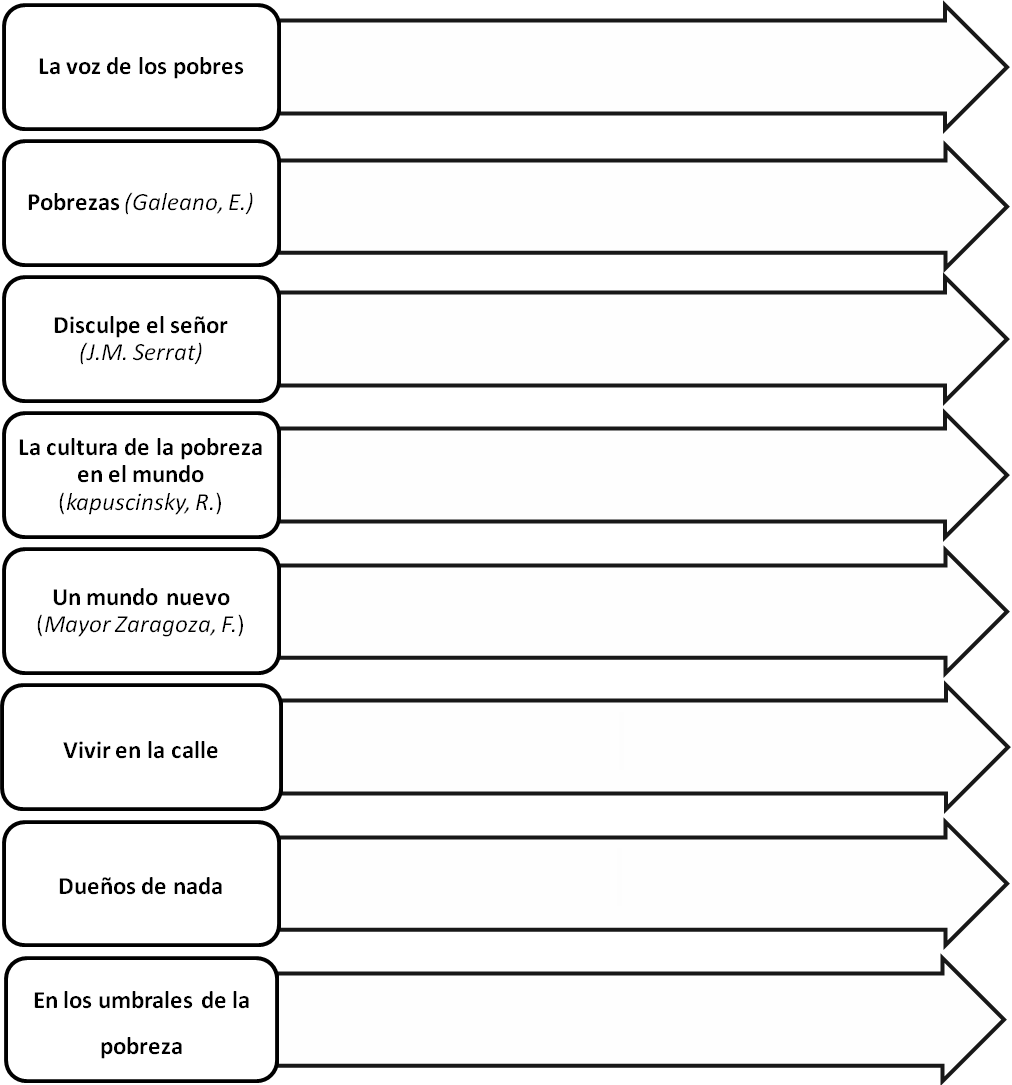 La voz de los pobres
Pobrezas (Galeano, E.)
Disculpe el señor
(J.M. Serrat)
La cultura de la pobreza
en el mundo
(kapuscinsky, R.)
Un mundo nuevo
(Mayor Zaragoza, F.)
Vivir en la calle
Dueños de nada
En los umbrales de la
pobreza